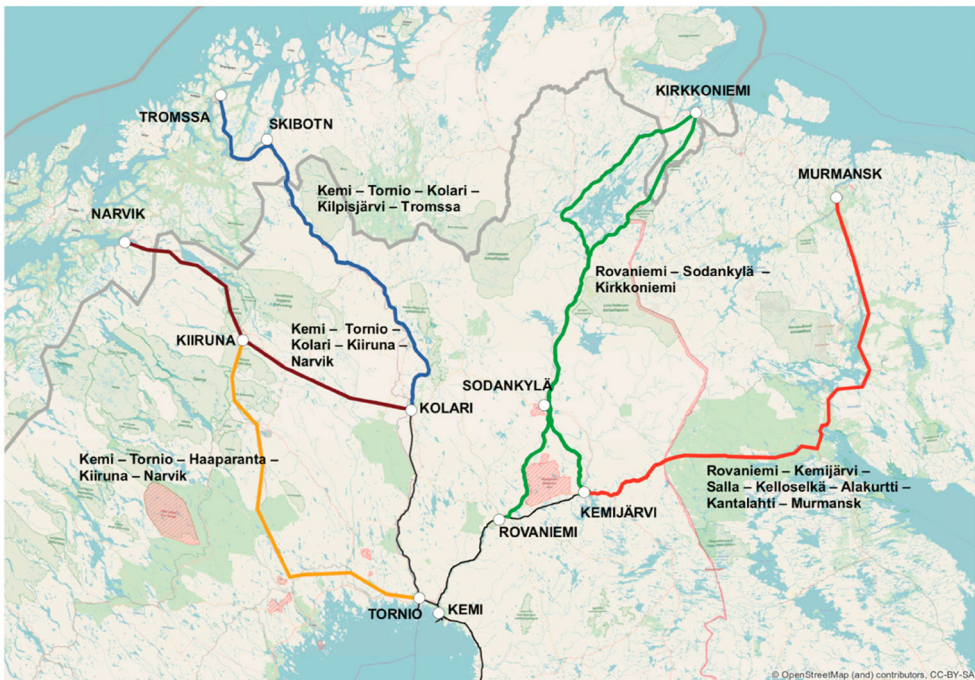 KIRKKONIEMI
TROMSSA
SKIBOTN
MURMANSK
Kemi – Tornio – Kolari –
Kilpisjärvi – Tromssa
NARVIK
Rovaniemi – Sodankylä –
Kirkkoniemi
KIIRUNA
Kemi – Tornio –
Kolari – Kiiruna –
Narvik
SODANKYLÄ
KOLARI
Kemi – Tornio – Haaparanta –
Kiiruna – Narvik
Rovaniemi – Kemijärvi –
Salla – Kelloselkä – Alakurtti –
Kantalahti – Murmansk
KEMIJÄRVI
ROVANIEMI
TORNIO
KEMI
© OpenStreetMap (and) contributors, CC-BY-SA